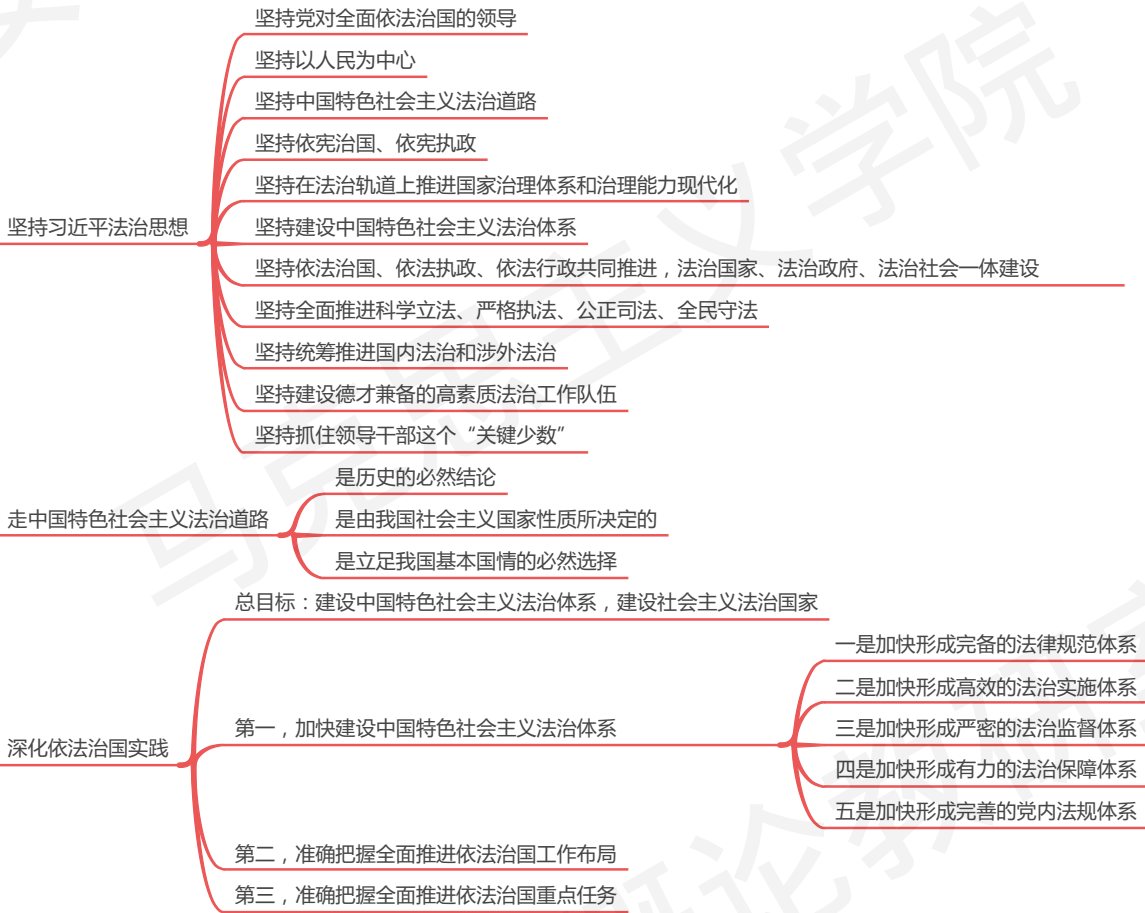 坚持习近平法治思想
坚持党对全面依法治国的领导
坚持以人民为中心
坚持中国特色社会主义法治道路
坚持依宪治国、依宪执政
坚持在法治轨道上推进国家治理体系和治理能力现代化
坚持建设中国特色社会主义法治体系
坚持依法治国、依法执政、依法行政共同推进，法治国家、法治政府、法治社会一体建设
坚持全面推进科学立法、严格执法、公正司法、全民守法
坚持统筹推进国内法治和涉外法治
坚持建设德才兼备的高素质法治工作队伍
坚持抓住领导干部这个“关键少数”
走中国特色社会主义法治道路
是历史的必然结论
是由我国社会主义国家性质所决定的
是立足我国基本国情的必然选择
深化依法治国实践
总目标：建设中国特色社会主义法治体系，建设社会主义法治国家
第一，加快建设中国特色社会主义法治体系
一是加快形成完备的法律规范体系
二是加快形成高效的法治实施体系
三是加快形成严密的法治监督体系
四是加快形成有力的法治保障体系
五是加快形成完善的党内法规体系
第二，准确把握全面推进依法治国工作布局
第三，准确把握全面推进依法治国重点任务
马克思主义学院
论教研